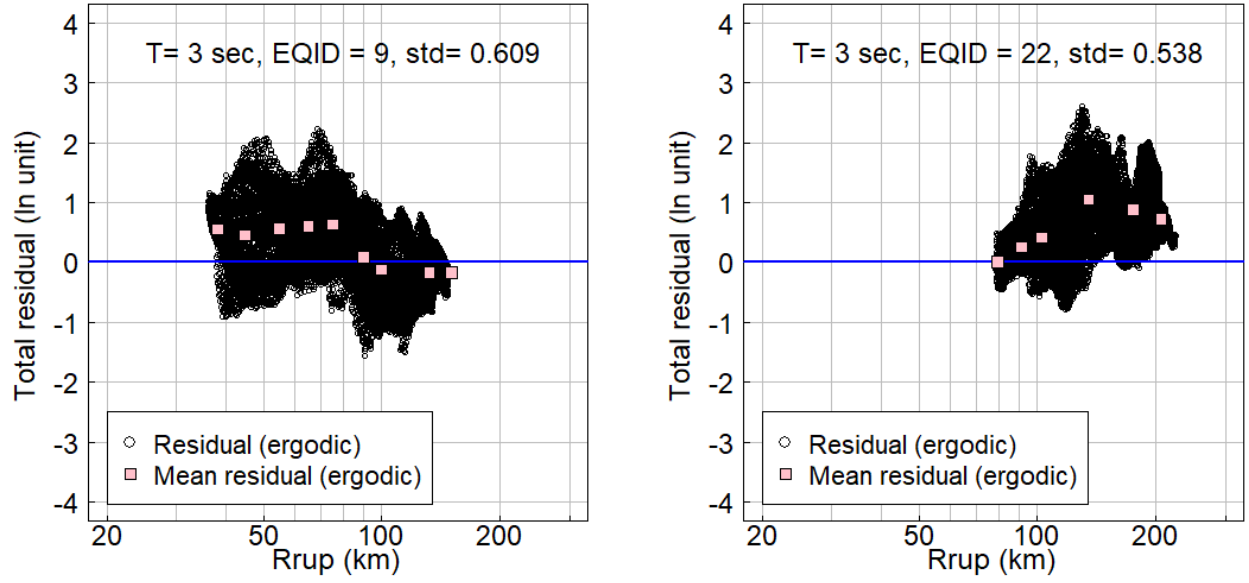 T= 3 sec, EQID = 9, std= 0.609
Total residual (ln unit)
4
3
2
1
0
-1
-2
-3
-4
Residual (ergodic)
Mean residual (ergodic)
20
50
100
200
Rrup (km)
T= 3 sec, EQID = 22, std= 0.538
Total residual (ln unit)
4
3
2
1
0
-1
-2
-3
-4
Residual (ergodic)
Mean residual (ergodic)
20
50
100
200
Rrup (km)